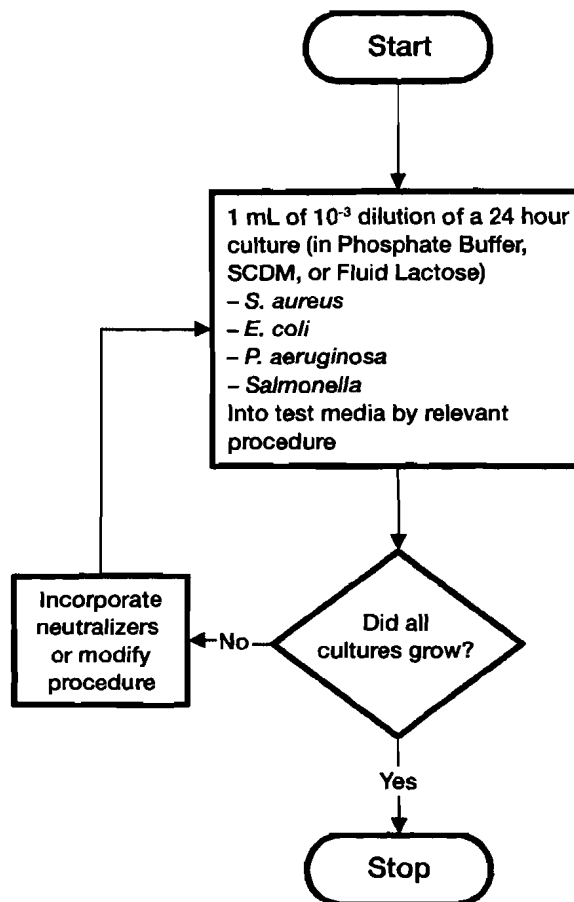 Start
1 mL of 10⁻³ dilution of a 24 hour
culture (in Phosphate Buffer,
SCDM, or Fluid Lactose)
– S. aureus
– E. coli
– P. aeruginosa
– Salmonella
Into test media by relevant
procedure
Incorporate
neutralizers
or modify
procedure
No
Did all
cultures grow?
Yes
Stop